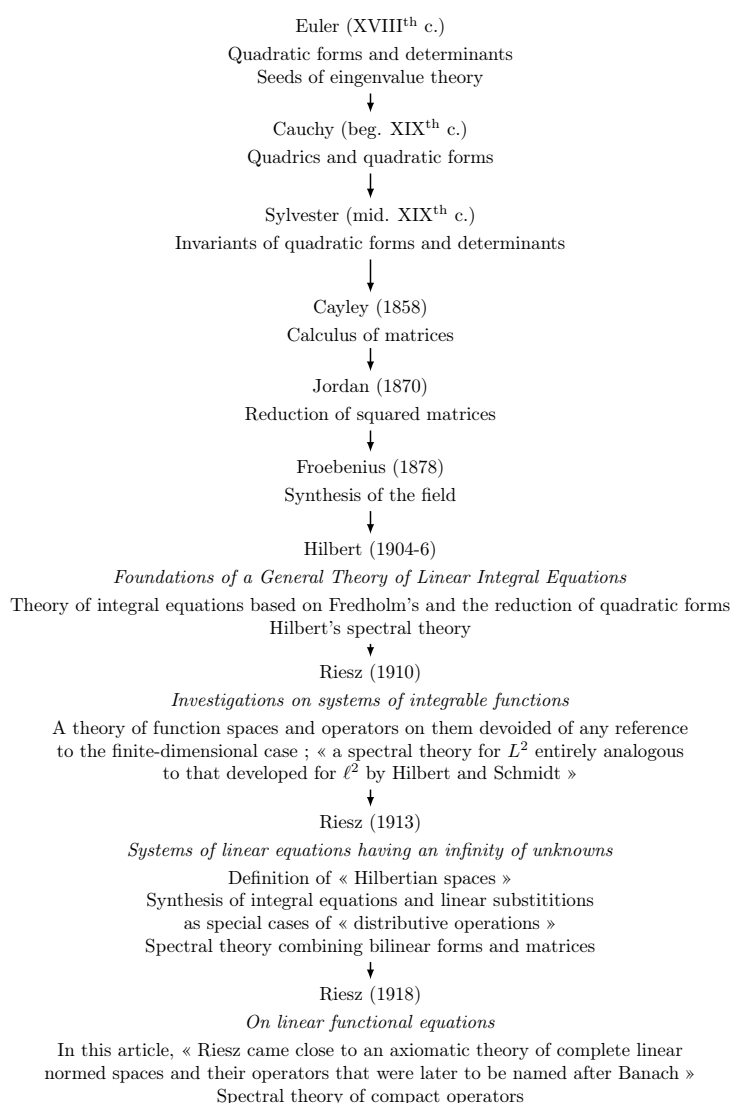 Euler (XVIIIth c.)
Quadratic forms and determinants
Seeds of eingenvalue theory
Cauchy (beg. XIXth c.)
Quadrics and quadratic forms
Sylvester (mid. XIXth c.)
Invariants of quadratic forms and determinants
Cayley (1858)
Calculus of matrices
Jordan (1870)
Reduction of squared matrices
Froebenius (1878)
Synthesis of the field
Hilbert (1904-6)
Foundations of a General Theory of Linear Integral Equations
Theory of integral equations based on Fredholm's and the reduction of quadratic forms
Hilbert's spectral theory
Riesz (1910)
Investigations on systems of integrable functions
A theory of function spaces and operators on them devoided of any reference
to the finite-dimensional case ; « a spectral theory for L² entirely analogous
to that developed for ℓ² by Hilbert and Schmidt »
Riesz (1913)
Systems of linear equations having an infinity of unknowns
Definition of « Hilbertian spaces »
Synthesis of integral equations and linear substititions
as special cases of « distributive operations »
Spectral theory combining bilinear forms and matrices
Riesz (1918)
On linear functional equations
In this article, « Riesz came close to an axiomatic theory of complete linear
normed spaces and their operators that were later to be named after Banach »
Spectral theory of compact operators